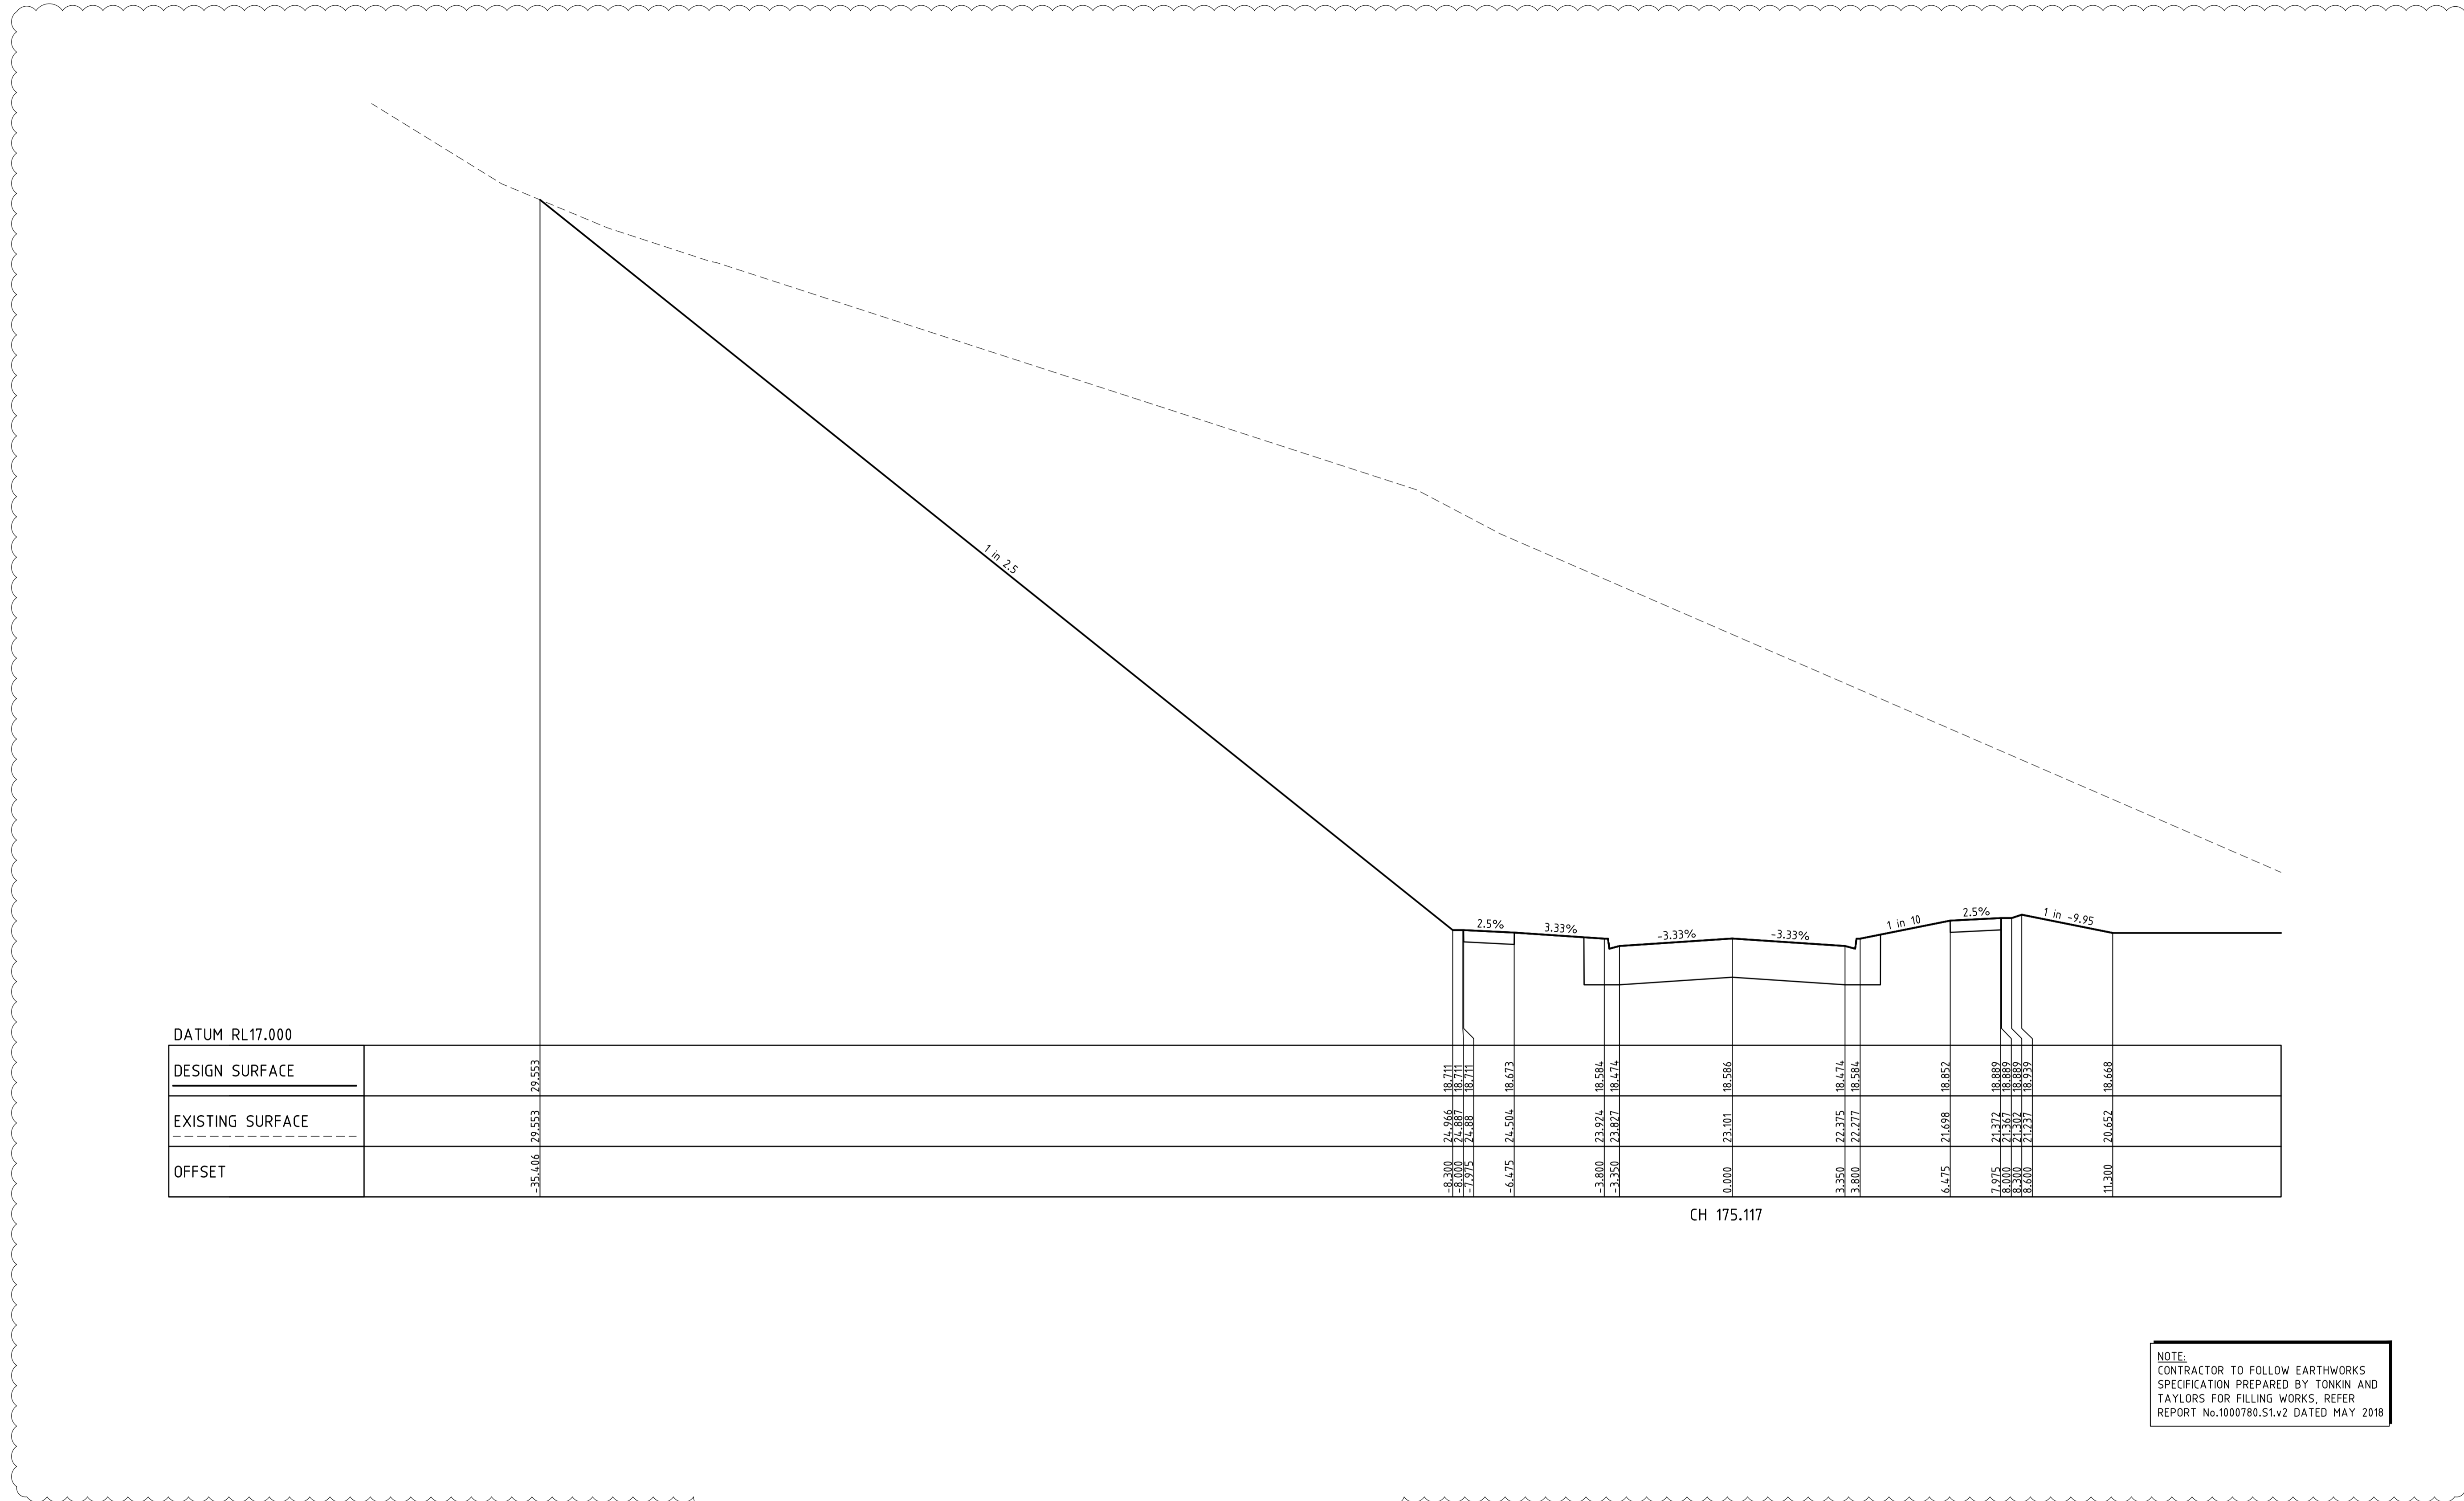 1 in 2.5
2.5%
3.33%
-3.33%
-3.33%
1 in 10
2.5%
1 in -9.95
DATUM RL17.000
DESIGN SURFACE 29.553 18.711 18.711 18.711 18.673 18.584 18.474 18.586 18.474 18.584 18.852 18.889 18.889 18.889 18.939 18.668
EXISTING SURFACE 29.553 24.966 24.887 24.88 24.504 23.924 23.827 23.101 22.375 22.277 21.698 21.372 21.367 21.302 21.237 20.652
OFFSET -35.406 -8.300 -8.000 -7.975 -6.475 -3.800 -3.350 0.000 3.350 3.800 6.475 7.975 8.000 8.300 8.600 11.300
CH 175.117
NOTE:
CONTRACTOR TO FOLLOW EARTHWORKS
SPECIFICATION PREPARED BY TONKIN AND
TAYLORS FOR FILLING WORKS, REFER
REPORT No.1000780.S1.v2 DATED MAY 2018